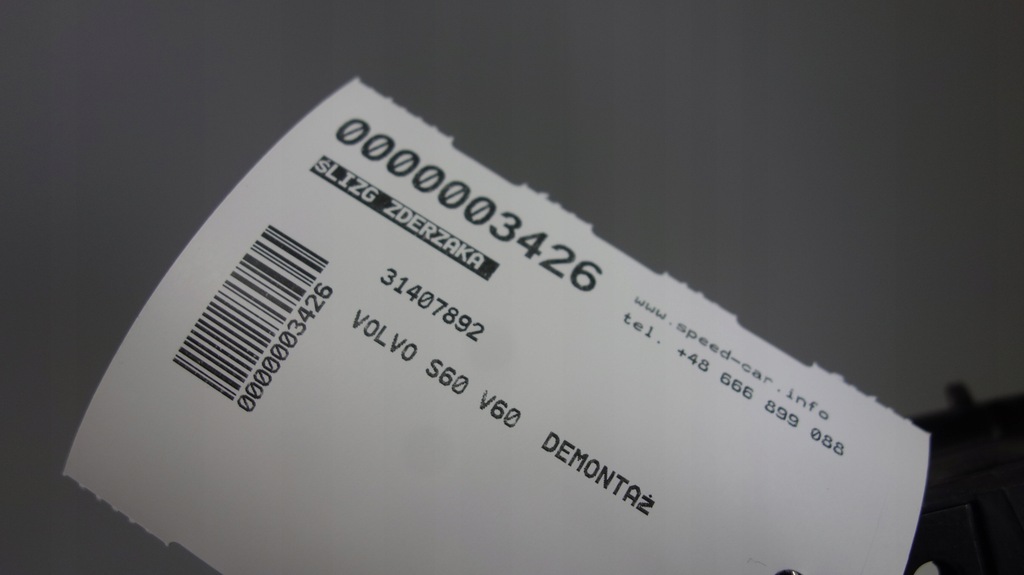 0000003426
ŚLIZG ZDERZAKA
31407892
VOLVO S60 V60 DEMONTAŻ
0000003426
www.speed-car.info
tel. +48 666 899 088